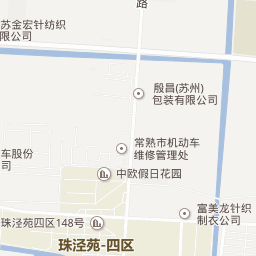 路
苏金宏针纺织
限公司
殷昌(苏州)
包装有限公司
常熟市机动车
维修管理处
车股份
司
中欧假日花园
富美龙针织
制衣公司
珠泾苑四区148号
珠泾苑-四区